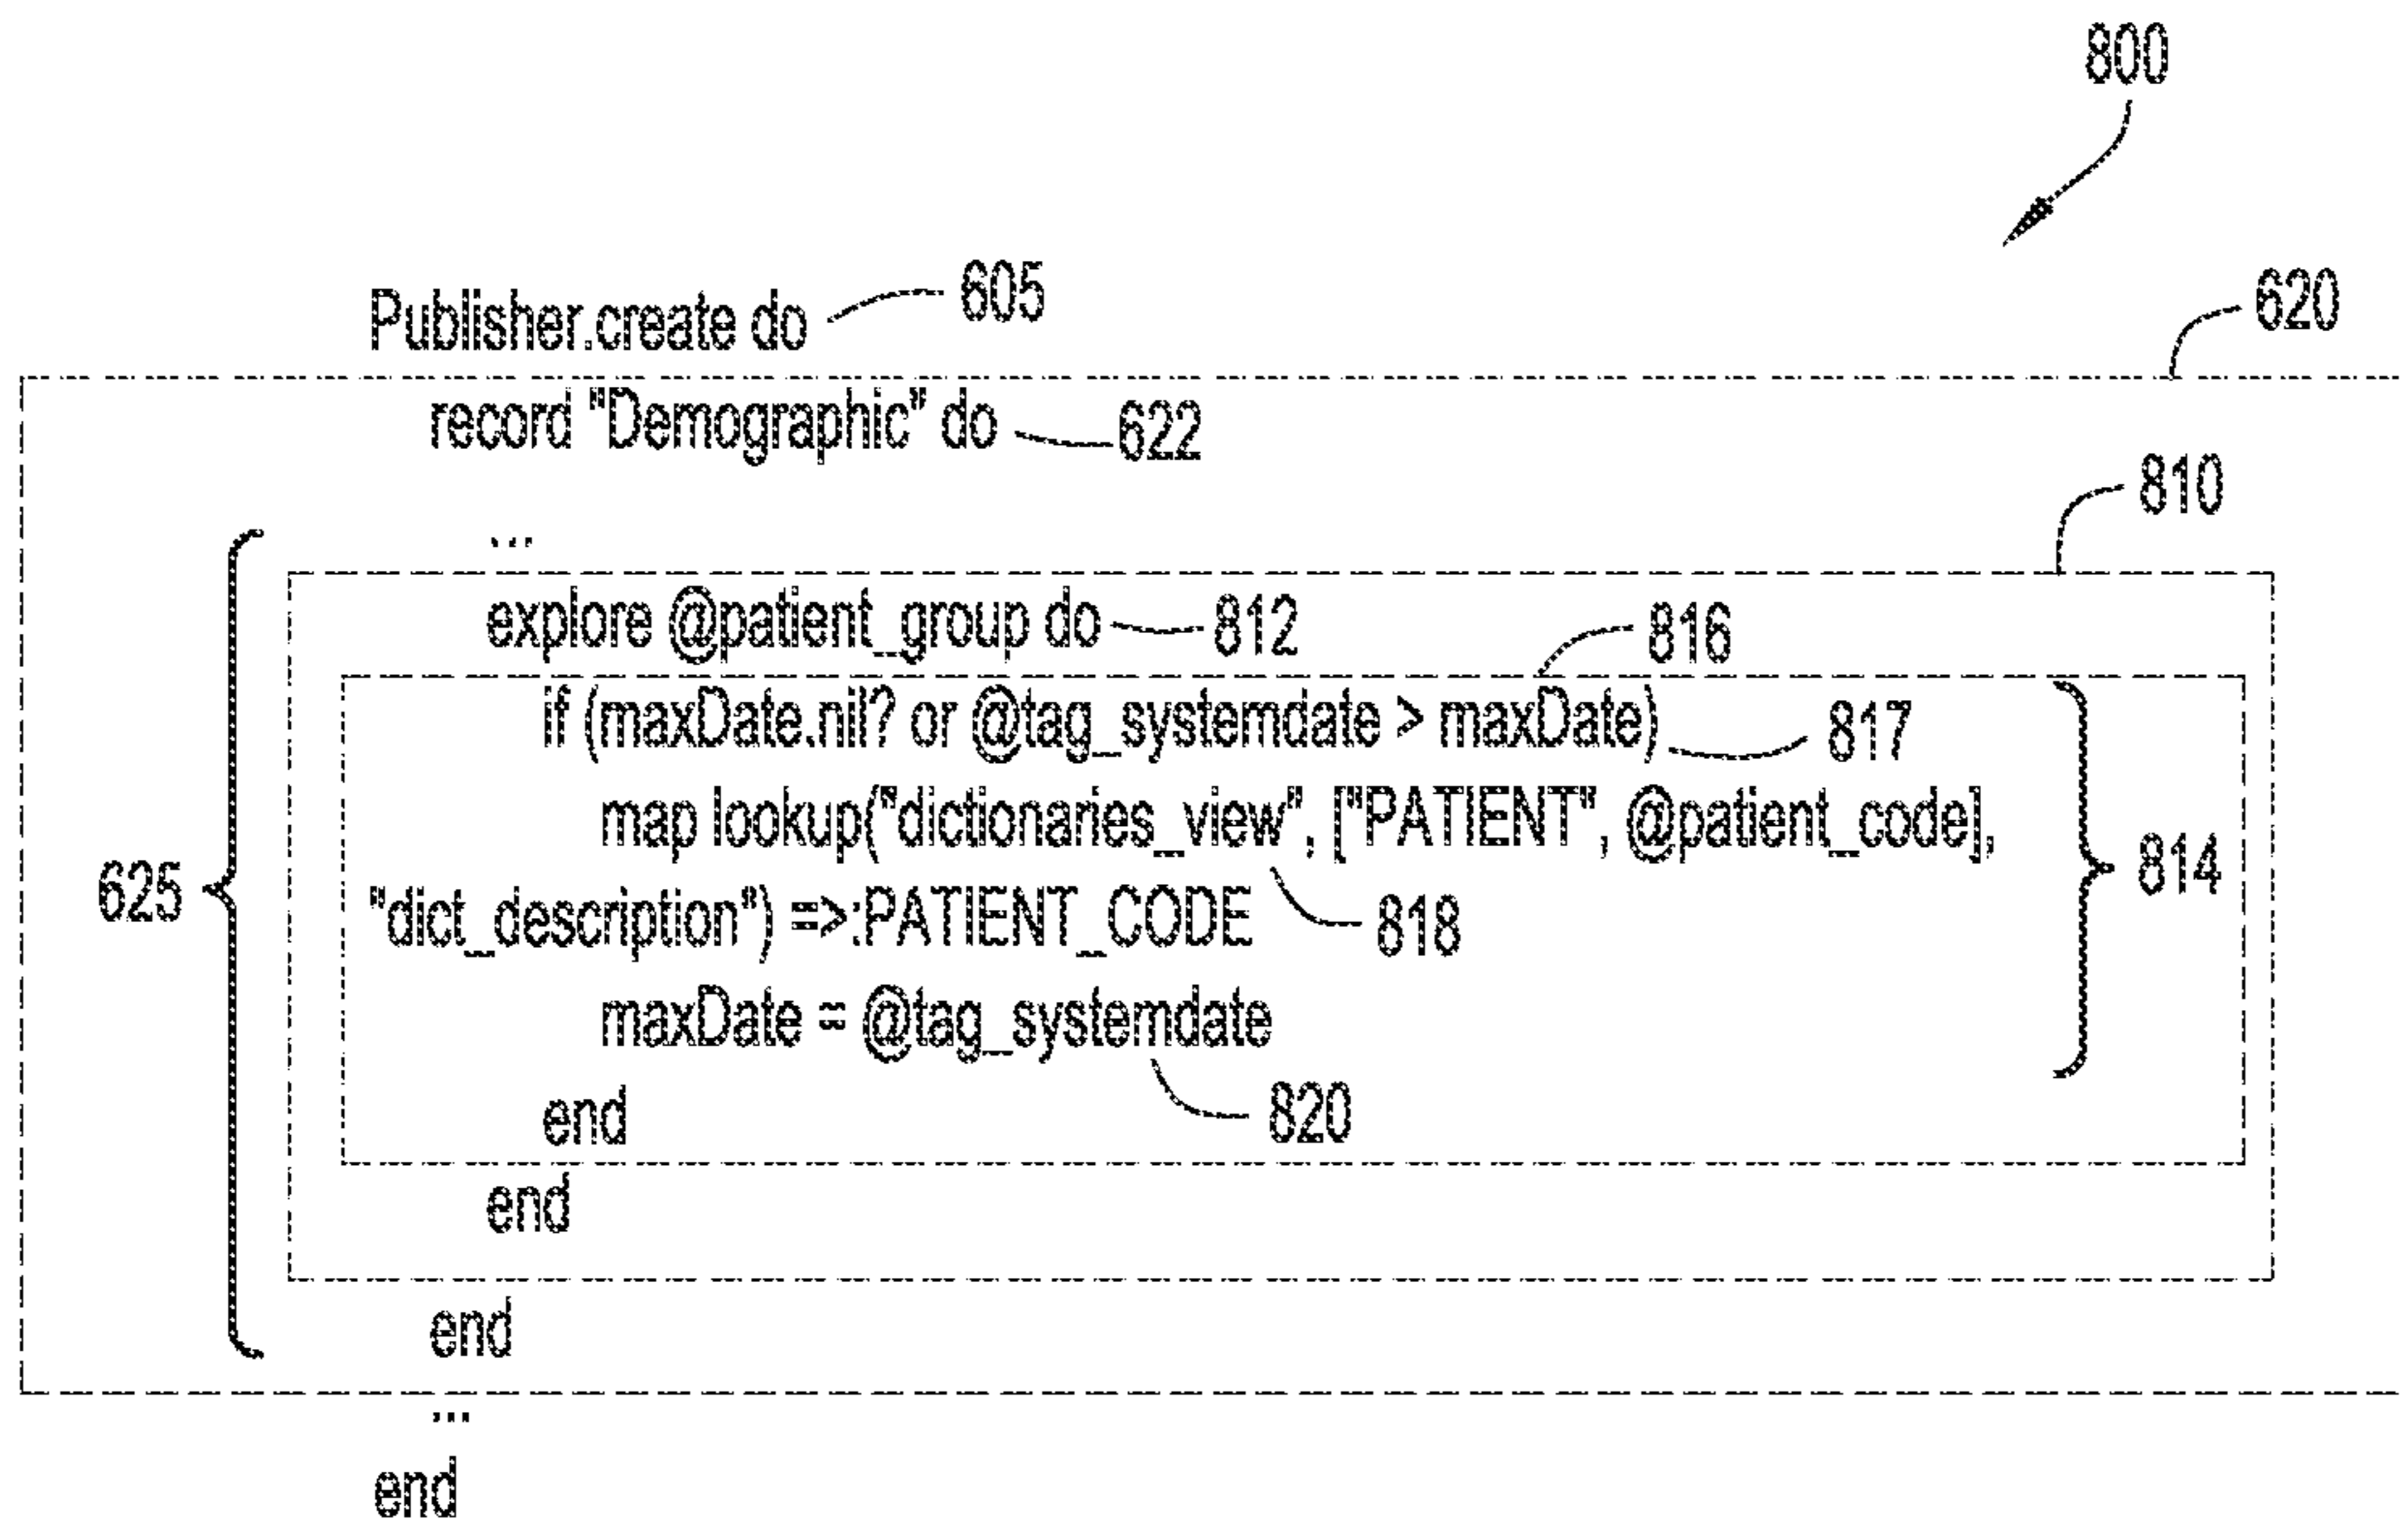 800
Publisher.create do 605
620
record "Demographic" do 622
810
...
explore @patient_group do 812
816
if (maxDate.nil? or @tag_systemdate > maxDate) 817
map lookup("dictionaries_view", ["PATIENT", @patient_code],
625
814
"dict_description") =>:PATIENT_CODE 818
maxDate = @tag_systemdate
820
end
end
end
...
end